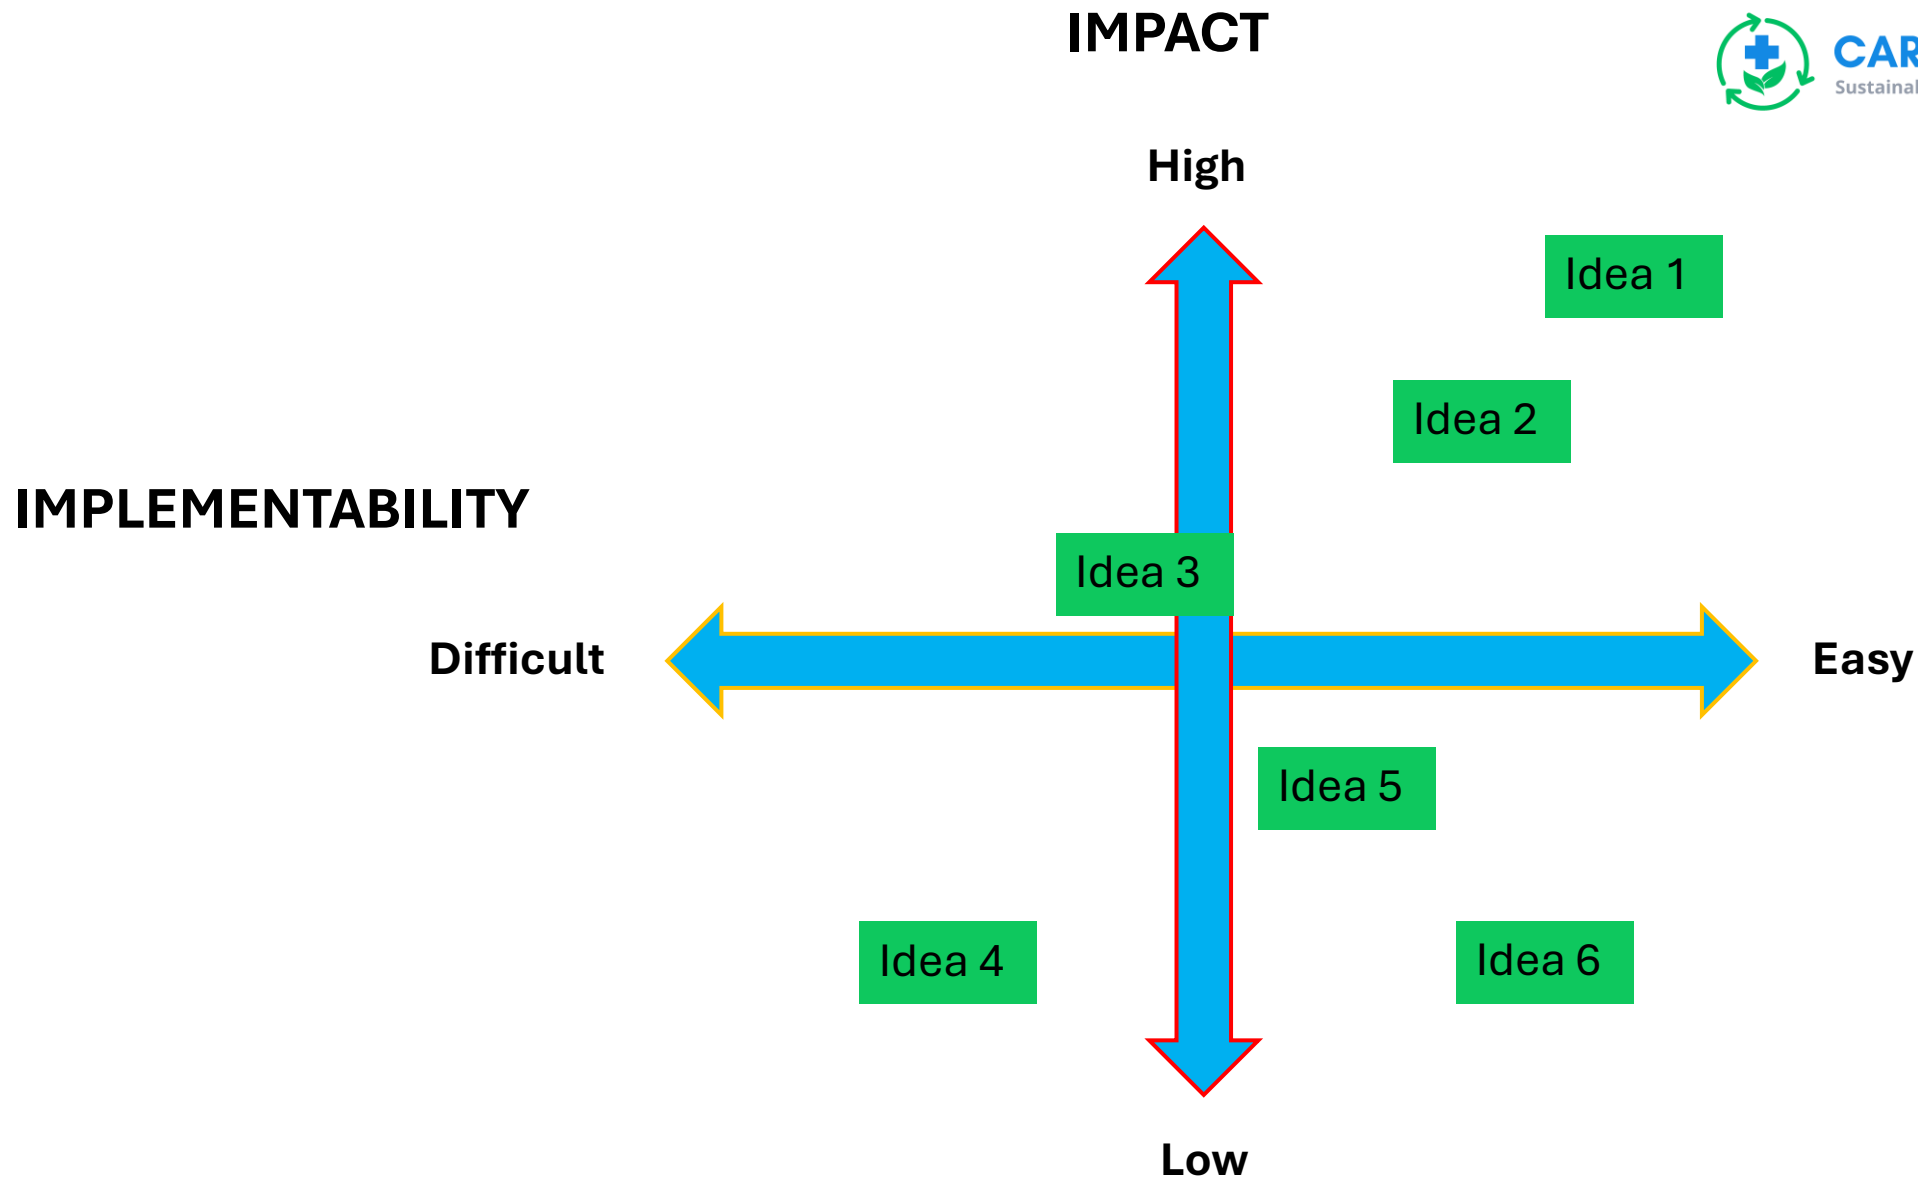 IMPACT
CAR
Sustainal
High
Idea 1
Idea 2
IMPLEMENTABILITY
Idea 3
Difficult
Easy
Idea 5
Idea 4
Idea 6
Low